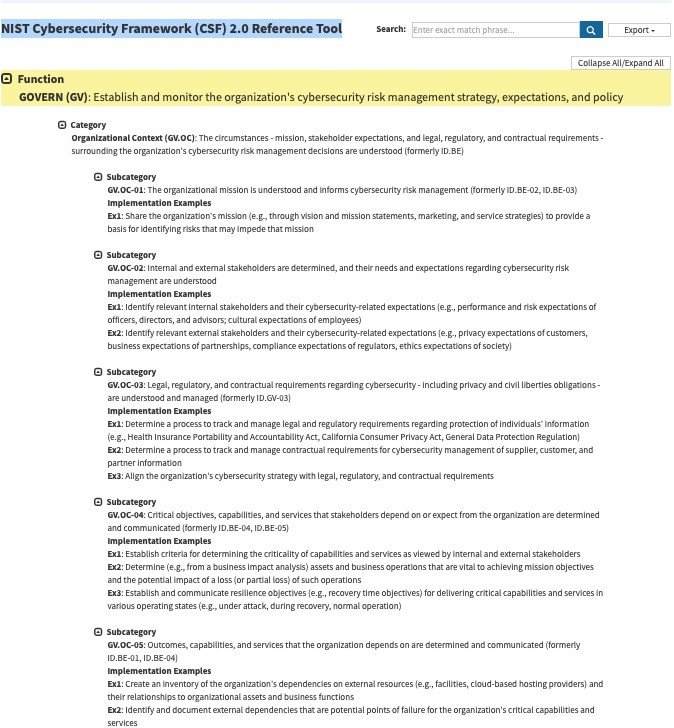 NIST Cybersecurity Framework (CSF) 2.0 Reference Tool
Search: Enter exact match phrase... Export
Collapse All/Expand All
Function
GOVERN (GV): Establish and monitor the organization's cybersecurity risk management strategy, expectations, and policy
Category
Organizational Context (GV.OC): The circumstances - mission, stakeholder expectations, and legal, regulatory, and contractual requirements -
surrounding the organization's cybersecurity risk management decisions are understood (formerly ID.BE)
Subcategory
GV.OC-01: The organizational mission is understood and informs cybersecurity risk management (formerly ID.BE-02, ID.BE-03)
Implementation Examples
Ex1: Share the organization's mission (e.g., through vision and mission statements, marketing, and service strategies) to provide a
basis for identifying risks that may impede that mission
Subcategory
GV.OC-02: Internal and external stakeholders are determined, and their needs and expectations regarding cybersecurity risk
management are understood
Implementation Examples
Ex1: Identify relevant internal stakeholders and their cybersecurity-related expectations (e.g., performance and risk expectations of
officers, directors, and advisors; cultural expectations of employees)
Ex2: Identify relevant external stakeholders and their cybersecurity-related expectations (e.g., privacy expectations of customers,
business expectations of partnerships, compliance expectations of regulators, ethics expectations of society)
Subcategory
GV.OC-03: Legal, regulatory, and contractual requirements regarding cybersecurity - including privacy and civil liberties obligations -
are understood and managed (formerly ID.GV-03)
Implementation Examples
Ex1: Determine a process to track and manage legal and regulatory requirements regarding protection of individuals' information
(e.g., Health Insurance Portability and Accountability Act, California Consumer Privacy Act, General Data Protection Regulation)
Ex2: Determine a process to track and manage contractual requirements for cybersecurity management of supplier, customer, and
partner information
Ex3: Align the organization's cybersecurity strategy with legal, regulatory, and contractual requirements
Subcategory
GV.OC-04: Critical objectives, capabilities, and services that stakeholders depend on or expect from the organization are determined
and communicated (formerly ID.BE-04, ID.BE-05)
Implementation Examples
Ex1: Establish criteria for determining the criticality of capabilities and services as viewed by internal and external stakeholders
Ex2: Determine (e.g., from a business impact analysis) assets and business operations that are vital to achieving mission objectives
and the potential impact of a loss (or partial loss) of such operations
Ex3: Establish and communicate resilience objectives (e.g., recovery time objectives) for delivering critical capabilities and services in
various operating states (e.g., under attack, during recovery, normal operation)
Subcategory
GV.OC-05: Outcomes, capabilities, and services that the organization depends on are determined and communicated (formerly
ID.BE-01, ID.BE-04)
Implementation Examples
Ex1: Create an inventory of the organization's dependencies on external resources (e.g., facilities, cloud-based hosting providers) and
their relationships to organizational assets and business functions
Ex2: Identify and document external dependencies that are potential points of failure for the organization's critical capabilities and
services